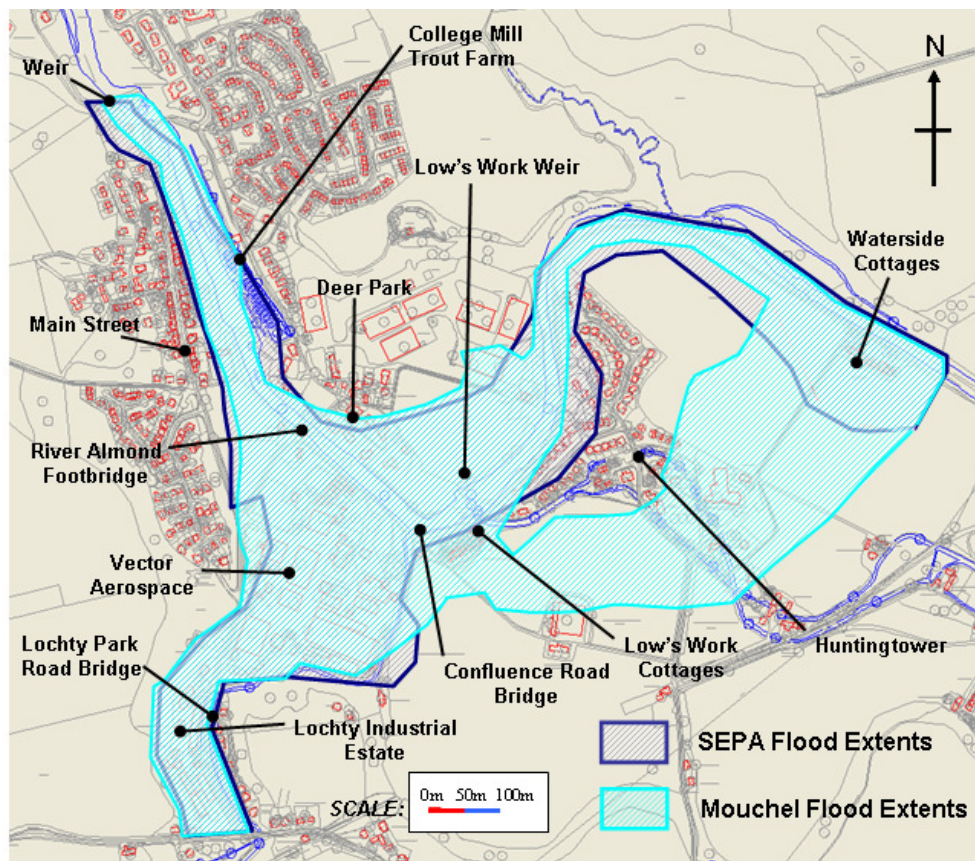 College Mill
Trout Farm
Weir
N
Low's Work Weir
Waterside
Cottages
Deer Park
Main Street
River Almond
Footbridge
Vector
Aerospace
Lochty Park
Road Bridge
Confluence Road
Bridge
Low's Work
Cottages
Huntingtower
Lochty Industrial
Estate
SEPA Flood Extents
SCALE:
0m 50m 100m
Mouchel Flood Extents